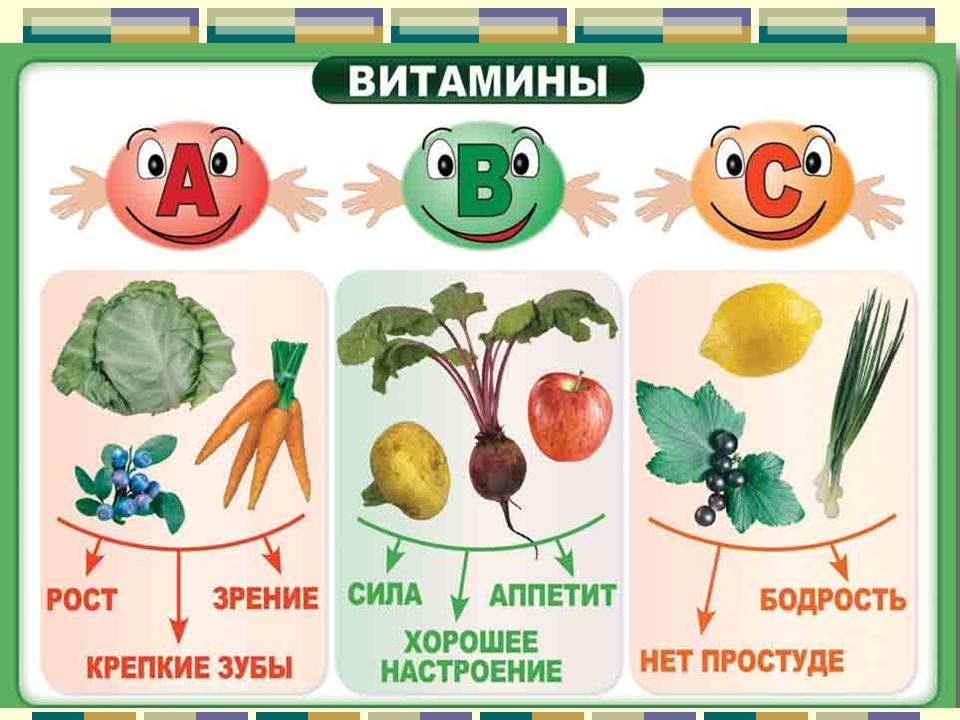 ВИТАМИНЫ
А
В
С
РОСТ
ЗРЕНИЕ
КРЕПКИЕ ЗУБЫ
СИЛА
АППЕТИТ
ХОРОШЕЕ
НАСТРОЕНИЕ
БОДРОСТЬ
НЕТ ПРОСТУДЕ